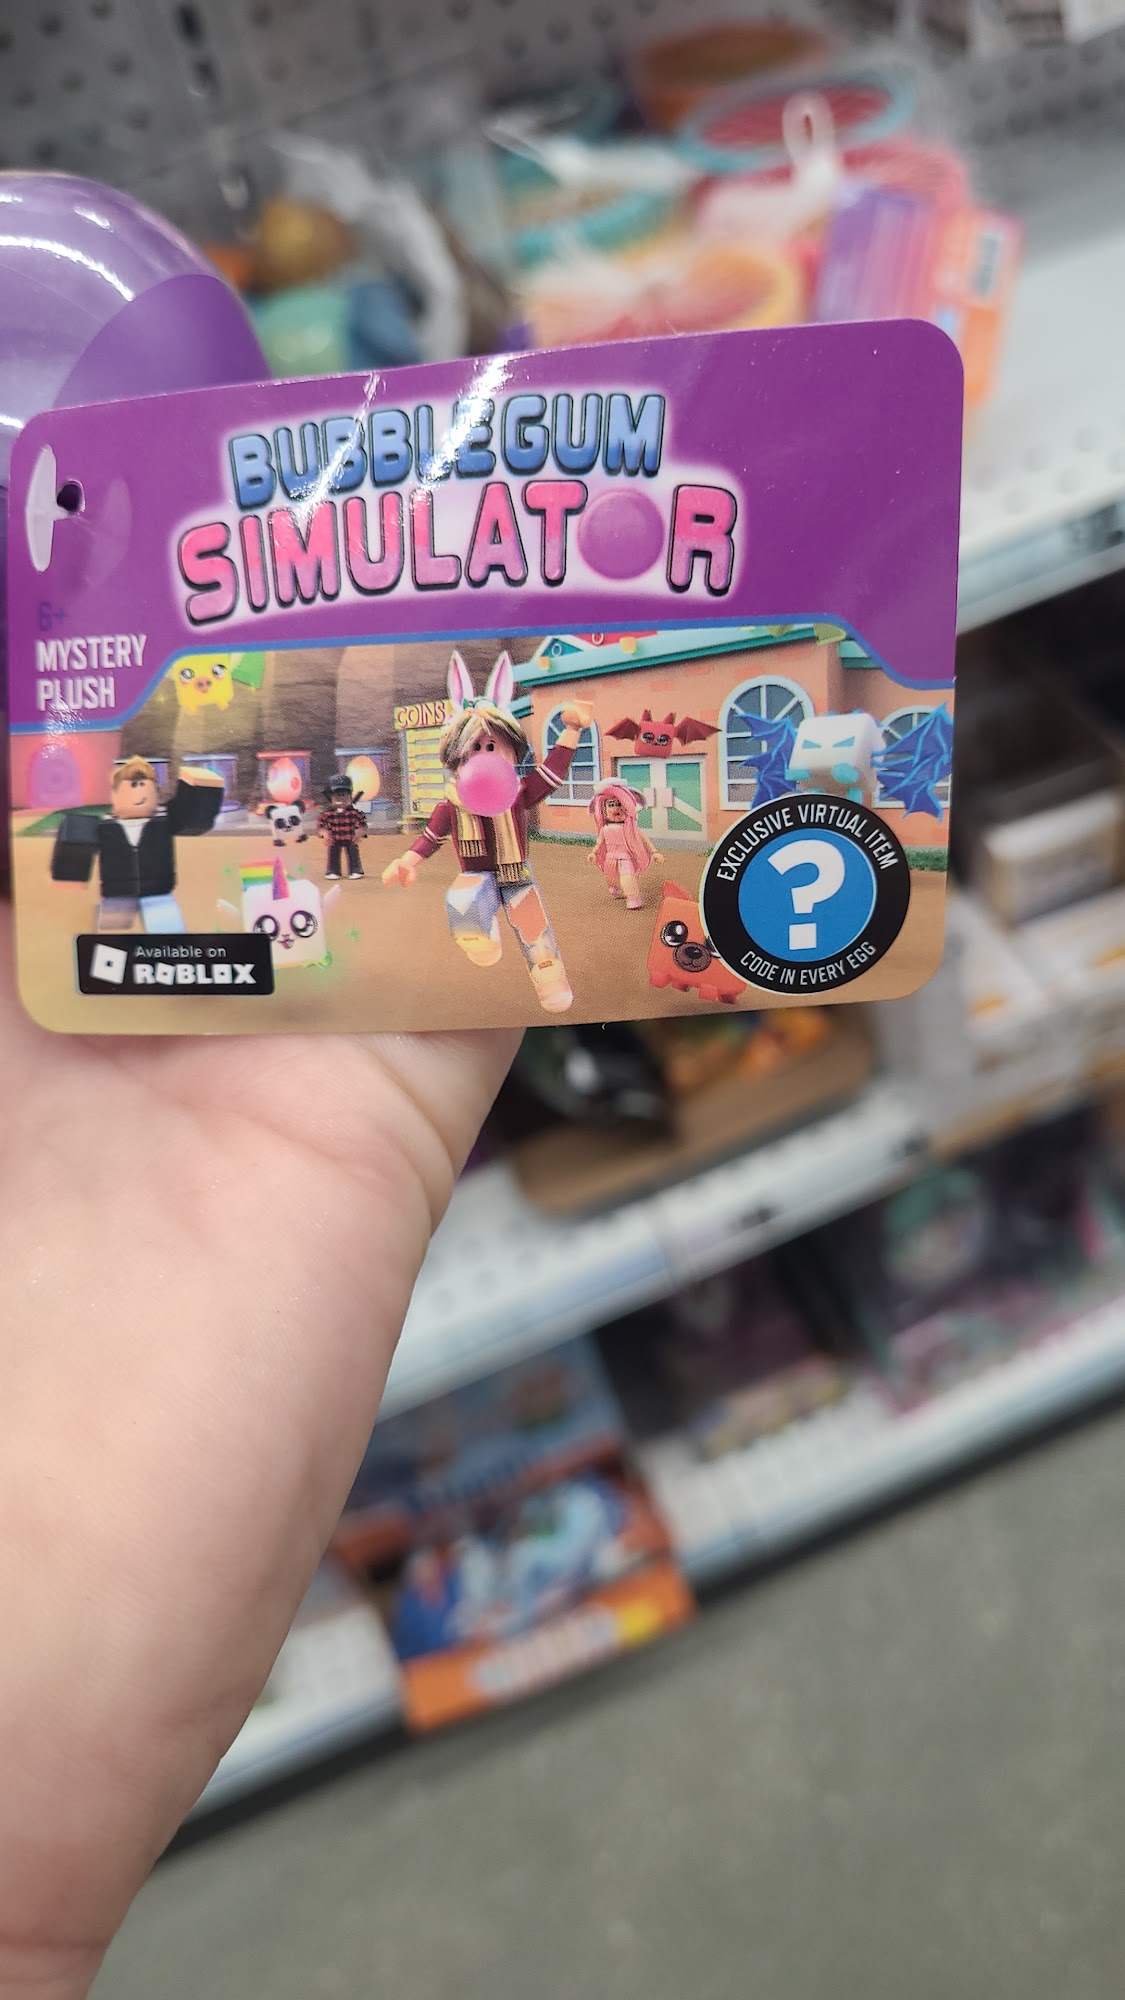 BUBBLEGUM
SIMULATOR
6+
MYSTERY
PLUSH
COINS
Available on
ROBLOX
EXCLUSIVE VIRTUAL ITEM
?
CODE IN EVERY EGG